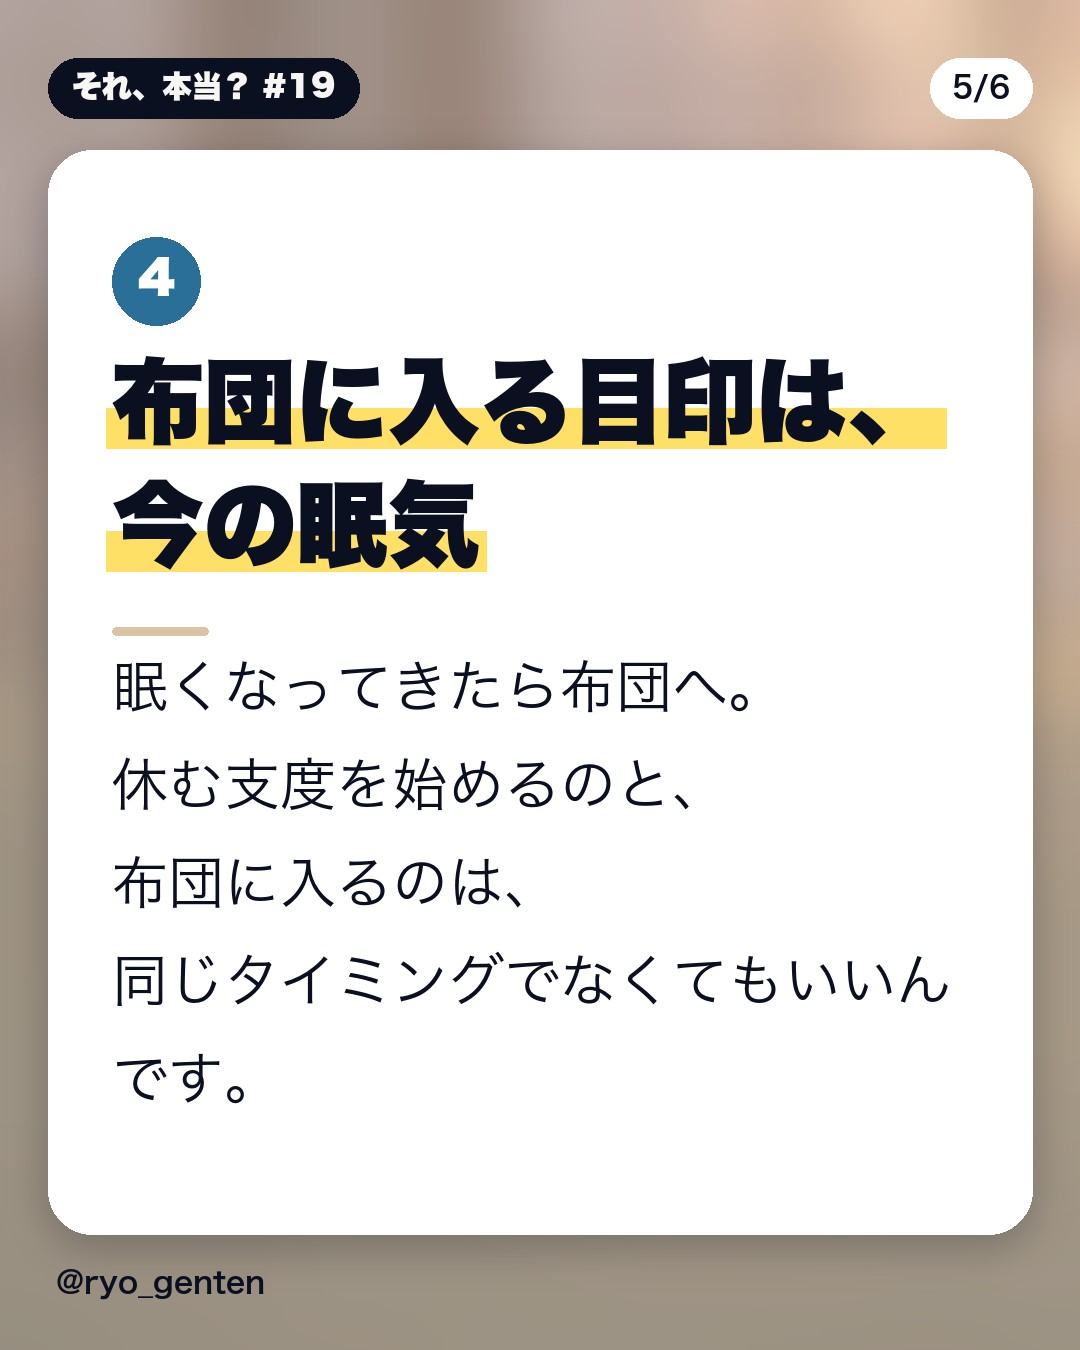 それ、本当？ #19
5/6
4
布団に入る目印は、
今の眠気
眠くなってきたら布団へ。
休む支度を始めるのと、
布団に入るのは、
同じタイミングでなくてもいいん
です。
@ryo_genten